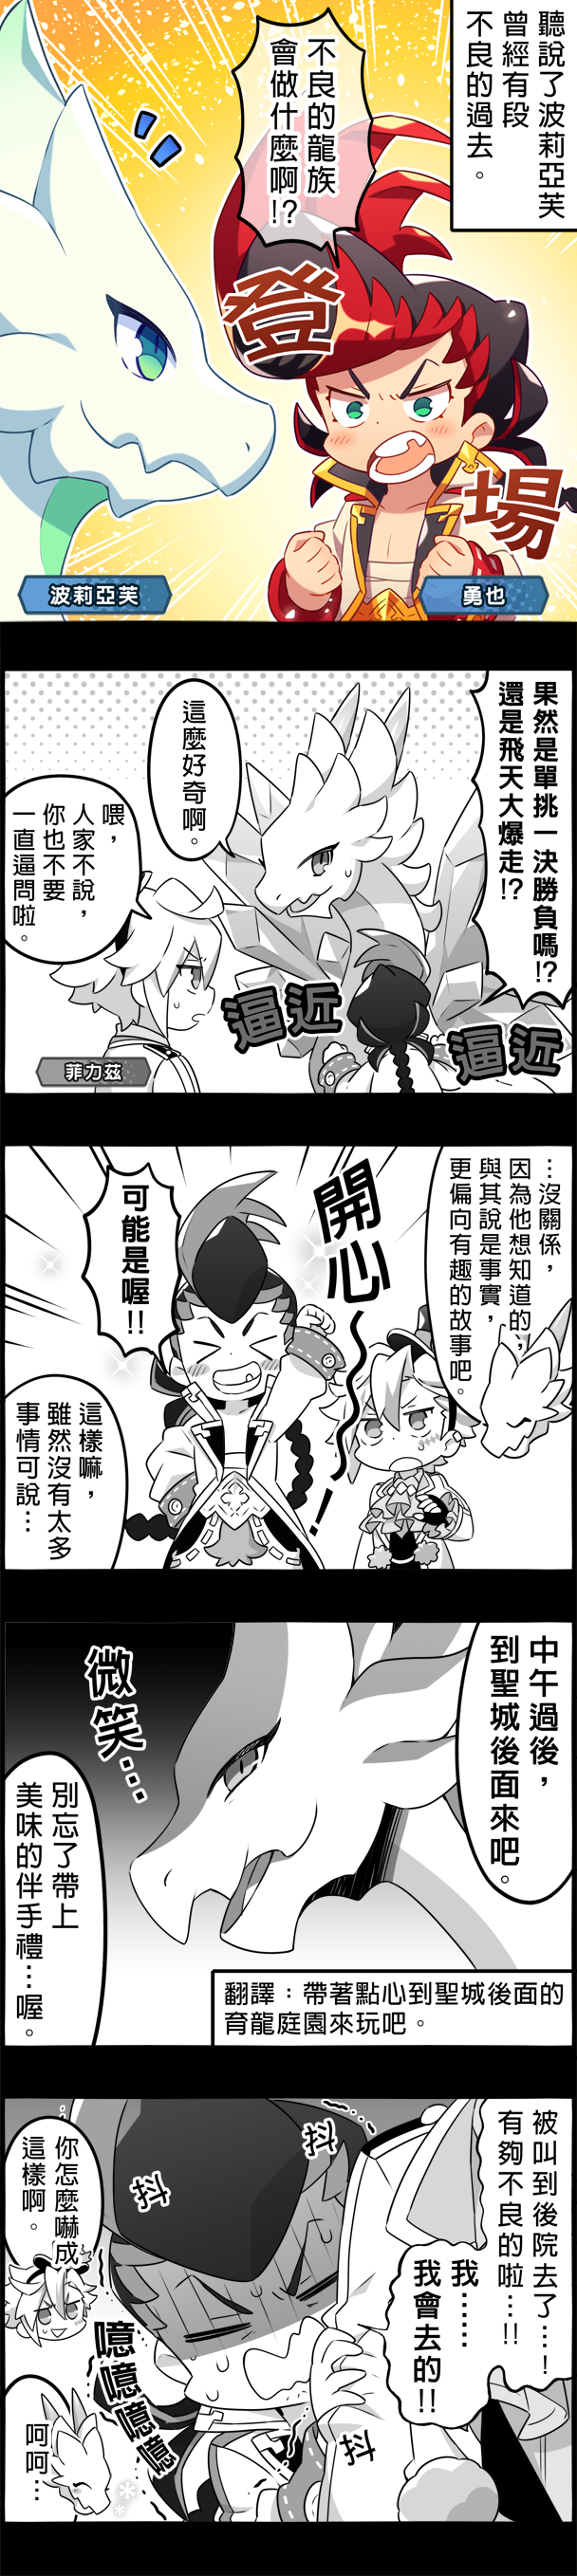 聽說了波莉亞芙
曾經有段
不良的過去。
不良的龍族
會做什麼啊!?
登
場
波莉亞芙
勇也
果然是單挑一決勝負嗎!?
還是飛天大爆走!?
這麼好奇啊。
喂，
人家不說，
你也不要
一直逼問啦。
逼近
逼近
菲力茲
…沒關係，
因為他想知道的，
與其說是事實，
更偏向有趣的故事吧。
開心～！
可能是喔!!
這樣嘛，
雖然沒有太多
事情可說…
中午過後，
到聖城後面來吧。
微笑…
別忘了帶上
美味的伴手禮…喔。
翻譯：帶著點心到聖城後面的
育龍庭園來玩吧。
被叫到後院去了…！
有夠不良的啦…!!
我……
我會去的!!
抖
抖
抖
你怎麼嚇成
這樣啊。
噫噫噫噫
呵呵…